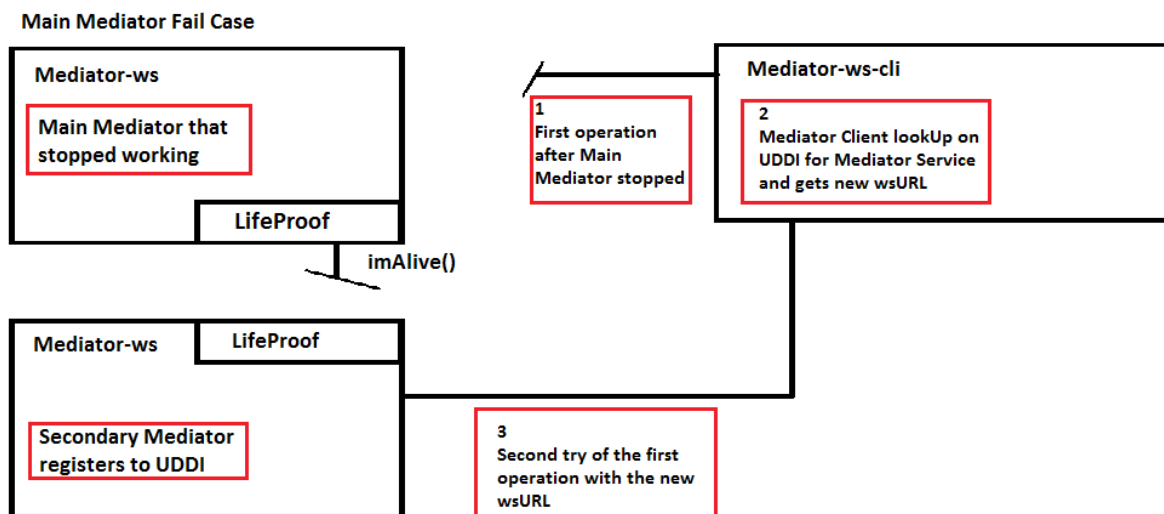 Main Mediator Fail Case
Mediator-ws
Main Mediator that
stopped working
LifeProof
imAlive()
Mediator-ws-cli
1
First operation
after Main
Mediator stopped
2
Mediator Client lookUp on
UDDI for Mediator Service
and gets new wsURL
Mediator-ws
LifeProof
Secondary Mediator
registers to UDDI
3
Second try of the first
operation with the new
wsURL